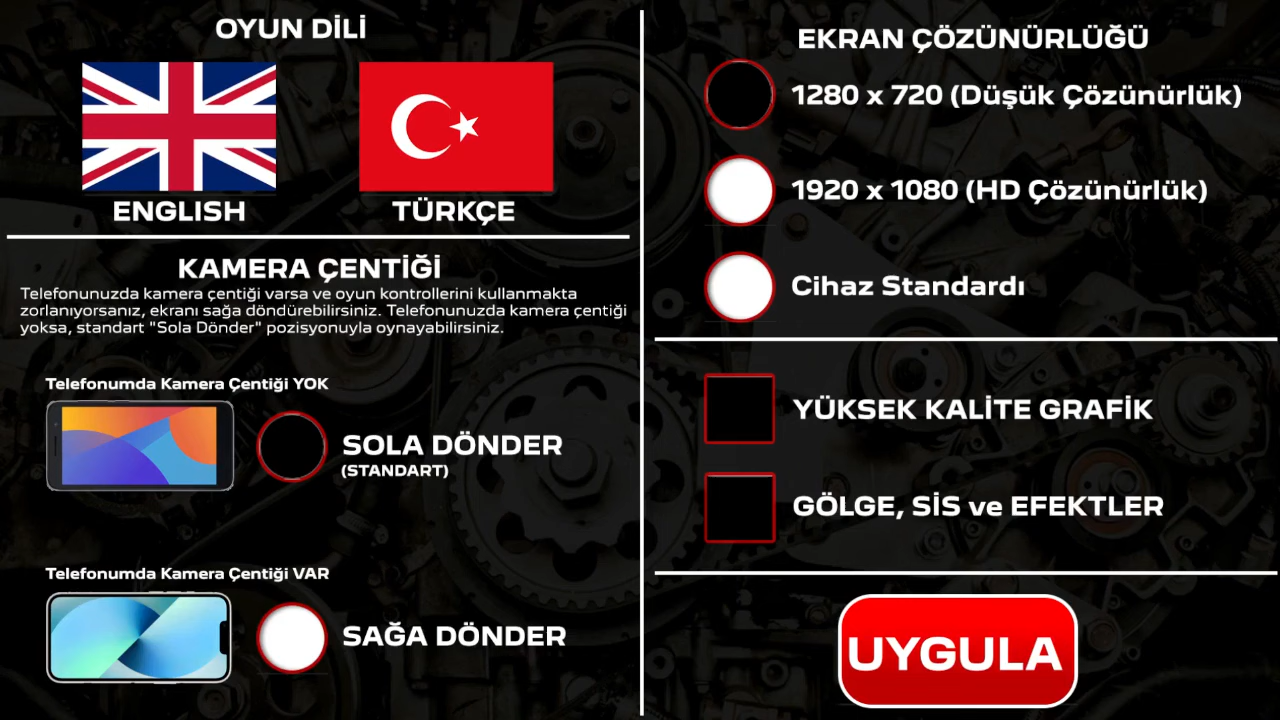 OYUN DİLİ
ENGLISH
TÜRKÇE
KAMERA ÇENTİĞİ
Telefonunuzda kamera çentiği varsa ve oyun kontrollerini kullanmakta
zorlanıyorsanız, ekranı sağa döndürebilirsiniz. Telefonunuzda kamera çentiği
yoksa, standart "Sola Dönder" pozisyonuyla oynayabilirsiniz.
Telefonumda Kamera Çentiği YOK
SOLA DÖNDER
(STANDART)
Telefonumda Kamera Çentiği VAR
SAĞA DÖNDER
EKRAN ÇÖZÜNÜRLÜĞÜ
1280 x 720 (Düşük Çözünürlük)
1920 x 1080 (HD Çözünürlük)
Cihaz Standardı
YÜKSEK KALİTE GRAFİK
GÖLGE, SİS ve EFEKTLER
UYGULA